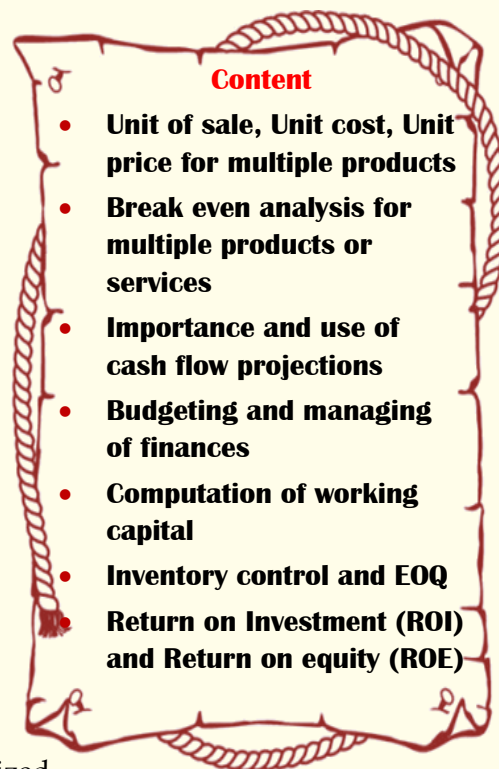 Content
• Unit of sale, Unit cost, Unit
price for multiple products
• Break even analysis for
multiple products or
services
• Importance and use of
cash flow projections
• Budgeting and managing
of finances
• Computation of working
capital
• Inventory control and EOQ
• Return on Investment (ROI)
and Return on equity (ROE)